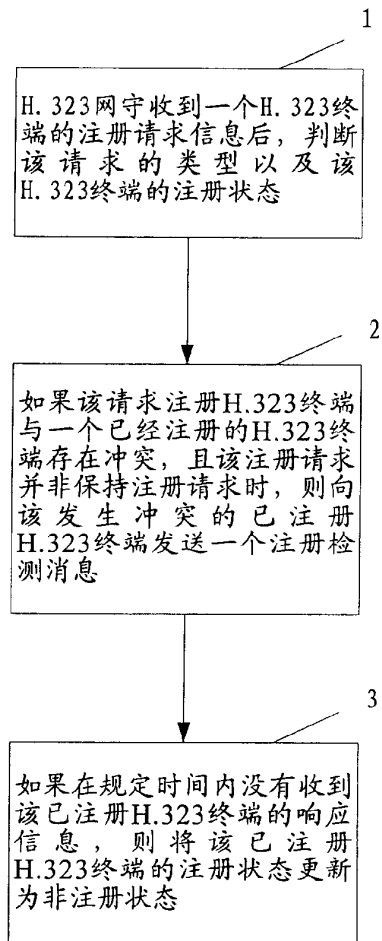 1
H. 323网守收到一个H. 323终
端的注册请求信息后，判断
该请求的类型以及该
H. 323终端的注册状态
2
如果该请求注册H.323终端
与一个已经注册的H.323终
端存在冲突，且该注册请求
并非保持注册请求时，则向
该发生冲突的已注册
H.323终端发送一个注册检
测消息
3
如果在规定时间内没有收到
该已注册H.323终端的响应
信息，则将该已注册
H.323终端的注册状态更新
为非注册状态